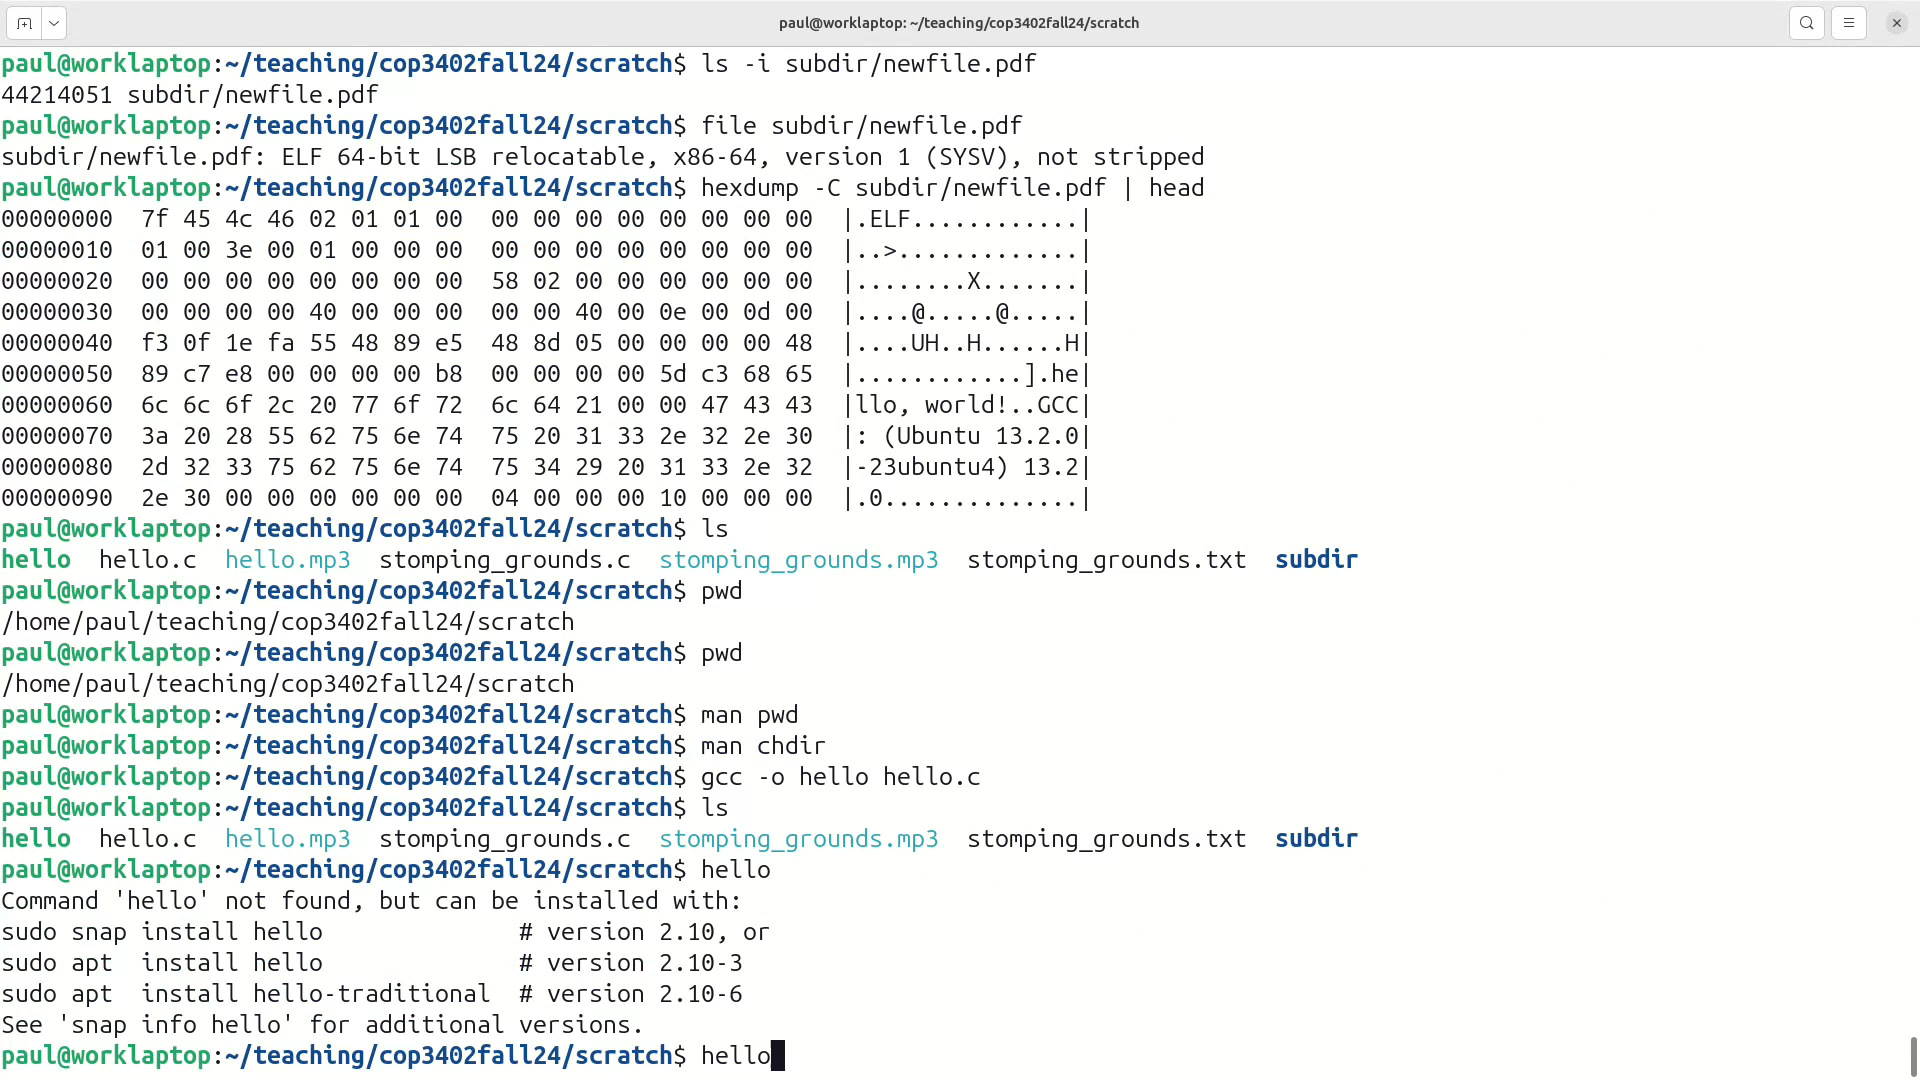 paul@worklaptop: ~/teaching/cop3402fall24/scratch
paul@worklaptop:~/teaching/cop3402fall24/scratch$ ls -i subdir/newfile.pdf
44214051 subdir/newfile.pdf
paul@worklaptop:~/teaching/cop3402fall24/scratch$ file subdir/newfile.pdf
subdir/newfile.pdf: ELF 64-bit LSB relocatable, x86-64, version 1 (SYSV), not stripped
paul@worklaptop:~/teaching/cop3402fall24/scratch$ hexdump -C subdir/newfile.pdf | head
00000000  7f 45 4c 46 02 01 01 00  00 00 00 00 00 00 00 00  |.ELF............|
00000010  01 00 3e 00 01 00 00 00  00 00 00 00 00 00 00 00  |..>.............|
00000020  00 00 00 00 00 00 00 00  58 02 00 00 00 00 00 00  |........X.......|
00000030  00 00 00 00 40 00 00 00  00 00 40 00 0e 00 0d 00  |....@.....@.....|
00000040  f3 0f 1e fa 55 48 89 e5  48 8d 05 00 00 00 00 48  |....UH..H......H|
00000050  89 c7 e8 00 00 00 00 b8  00 00 00 00 5d c3 68 65  |............].he|
00000060  6c 6c 6f 2c 20 77 6f 72  6c 64 21 00 00 47 43 43  |llo, world!..GCC|
00000070  3a 20 28 55 62 75 6e 74  75 20 31 33 2e 32 2e 30  |: (Ubuntu 13.2.0|
00000080  2d 32 33 75 62 75 6e 74  75 34 29 20 31 33 2e 32  |-23ubuntu4) 13.2|
00000090  2e 30 00 00 00 00 00 00  04 00 00 00 10 00 00 00  |.0..............|
paul@worklaptop:~/teaching/cop3402fall24/scratch$ ls
hello  hello.c  hello.mp3  stomping_grounds.c  stomping_grounds.mp3  stomping_grounds.txt  subdir
paul@worklaptop:~/teaching/cop3402fall24/scratch$ pwd
/home/paul/teaching/cop3402fall24/scratch
paul@worklaptop:~/teaching/cop3402fall24/scratch$ pwd
/home/paul/teaching/cop3402fall24/scratch
paul@worklaptop:~/teaching/cop3402fall24/scratch$ man pwd
paul@worklaptop:~/teaching/cop3402fall24/scratch$ man chdir
paul@worklaptop:~/teaching/cop3402fall24/scratch$ gcc -o hello hello.c
paul@worklaptop:~/teaching/cop3402fall24/scratch$ ls
hello  hello.c  hello.mp3  stomping_grounds.c  stomping_grounds.mp3  stomping_grounds.txt  subdir
paul@worklaptop:~/teaching/cop3402fall24/scratch$ hello
Command 'hello' not found, but can be installed with:
sudo snap install hello              # version 2.10, or
sudo apt  install hello              # version 2.10-3
sudo apt  install hello-traditional  # version 2.10-6
See 'snap info hello' for additional versions.
paul@worklaptop:~/teaching/cop3402fall24/scratch$ hello